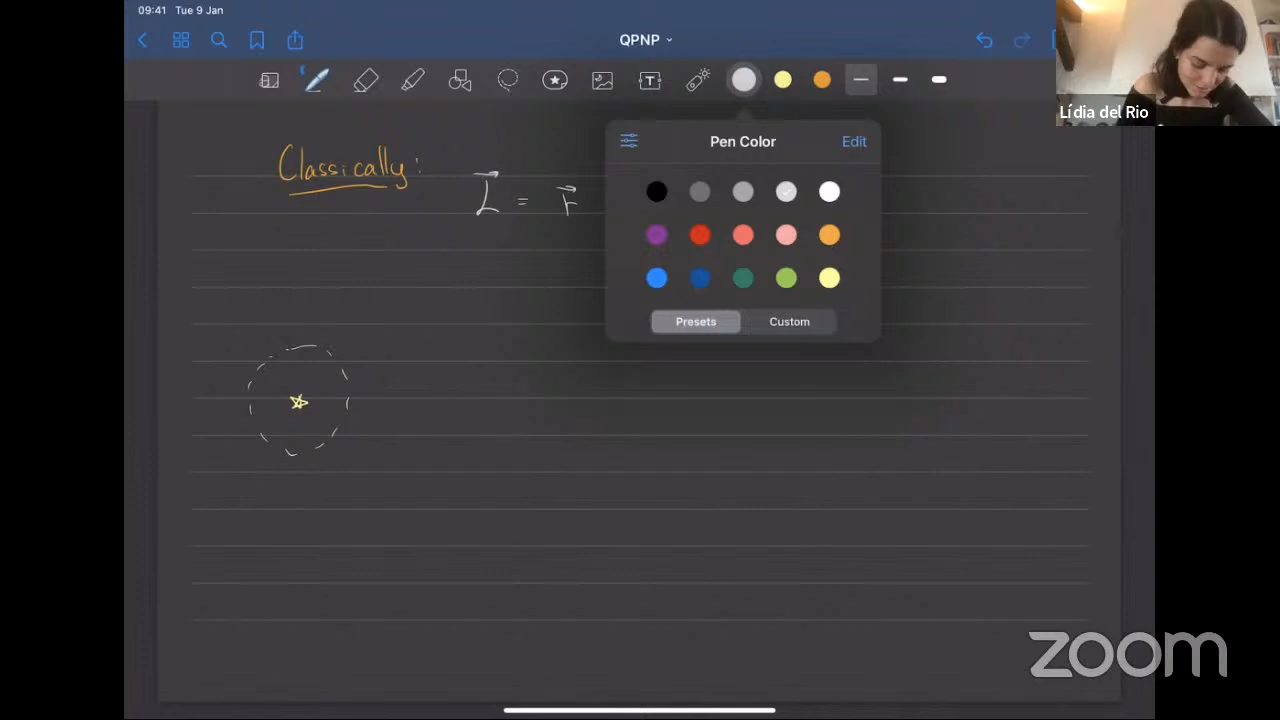 09:41 Tue 9 Jan
QPNP
Lídia del Rio
Pen Color
Edit
Classically:
L = r
Presets
Custom
zoom